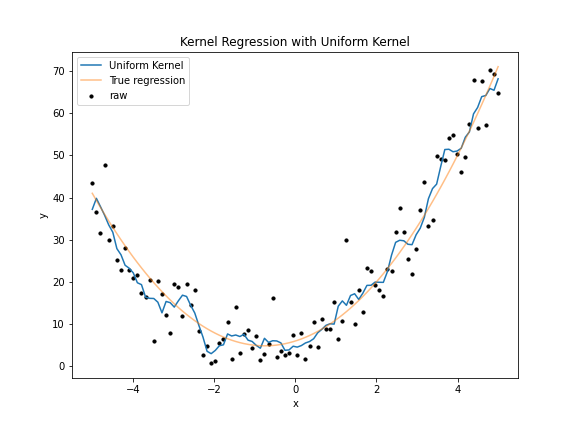 Kernel Regression with Uniform Kernel
Uniform Kernel
True regression
raw
70
60
50
40
30
20
10
0
y
−4 −2 0 2 4
x